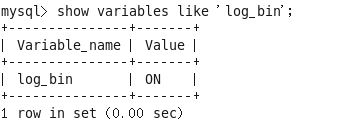 mysql> show variables like 'log_bin';
+---------------+-------+
| Variable_name | Value |
+---------------+-------+
| log_bin       | ON    |
+---------------+-------+
1 row in set (0.00 sec)